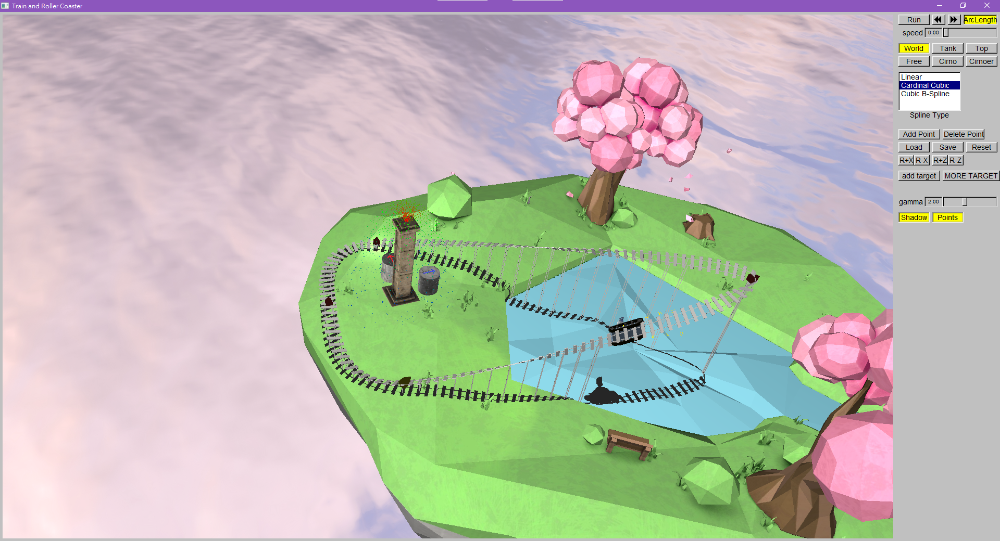 Train and Roller Coaster
Run ArcLength
speed 0.00
World Tank Top
Free Cirno Cirnoer
Linear
Cardinal Cubic
Cubic B-Spline
Spline Type
Add Point Delete Point
Load Save Reset
R+X R-X R+Z R-Z
add target MORE TARGET
gamma 2.00
Shadow Points